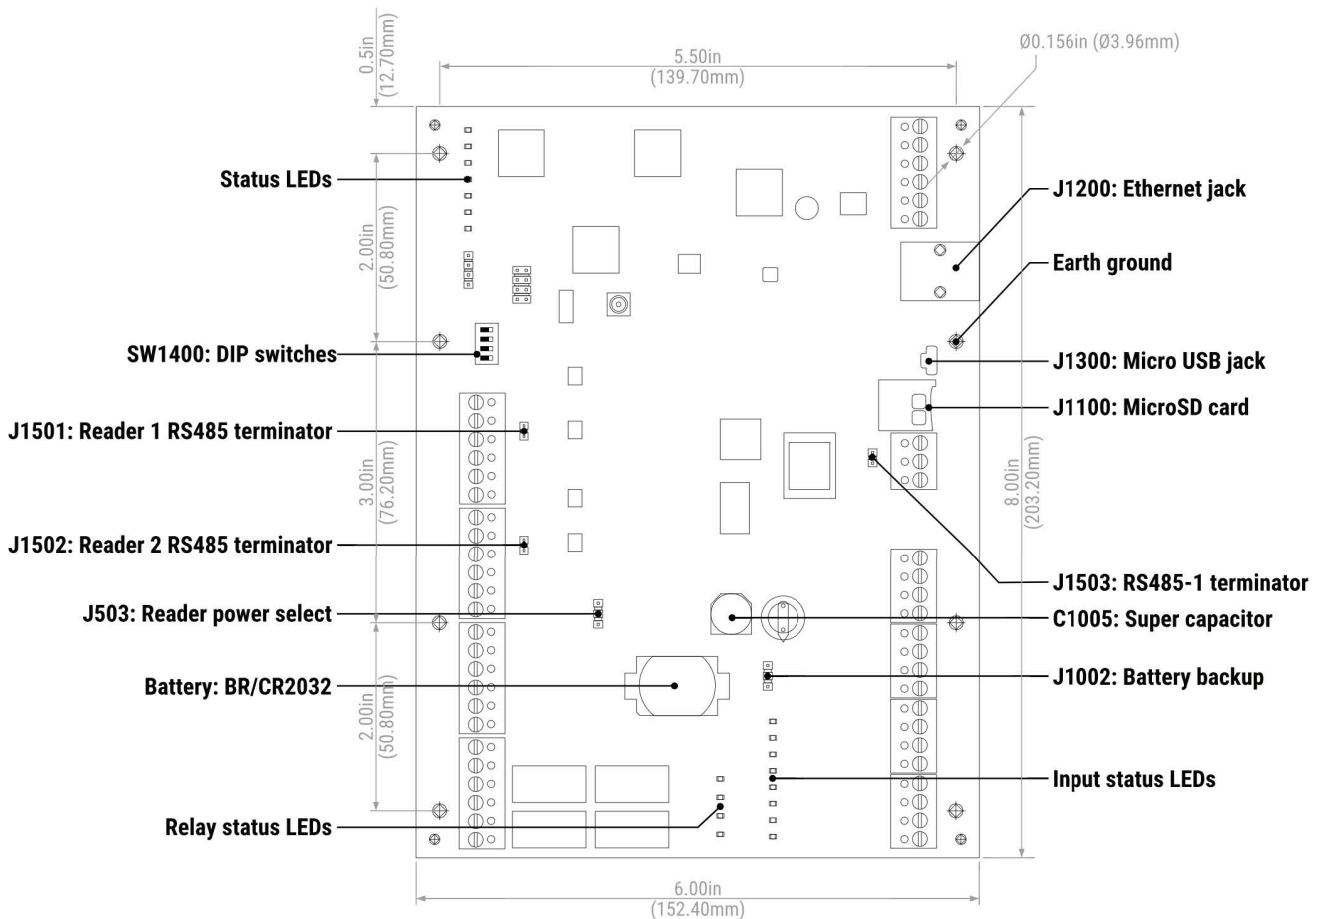 0.5in
(12.70mm)
5.50in
(139.70mm)
Ø0.156in (Ø3.96mm)
Status LEDs
2.00in
(50.80mm)
SW1400: DIP switches
J1501: Reader 1 RS485 terminator
3.00in
(76.20mm)
J1502: Reader 2 RS485 terminator
J503: Reader power select
Battery: BR/CR2032
2.00in
(50.80mm)
Relay status LEDs
J1200: Ethernet jack
Earth ground
J1300: Micro USB jack
J1100: MicroSD card
8.00in
(203.20mm)
J1503: RS485-1 terminator
C1005: Super capacitor
J1002: Battery backup
Input status LEDs
6.00in
(152.40mm)